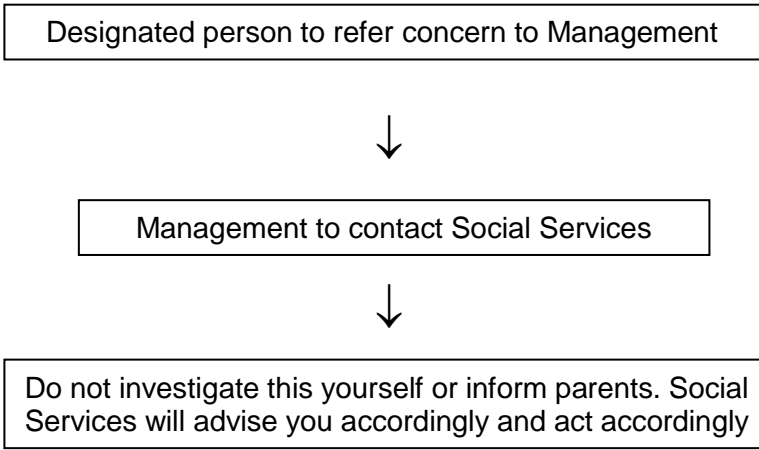 Designated person to refer concern to Management
Management to contact Social Services
Do not investigate this yourself or inform parents. Social
Services will advise you accordingly and act accordingly